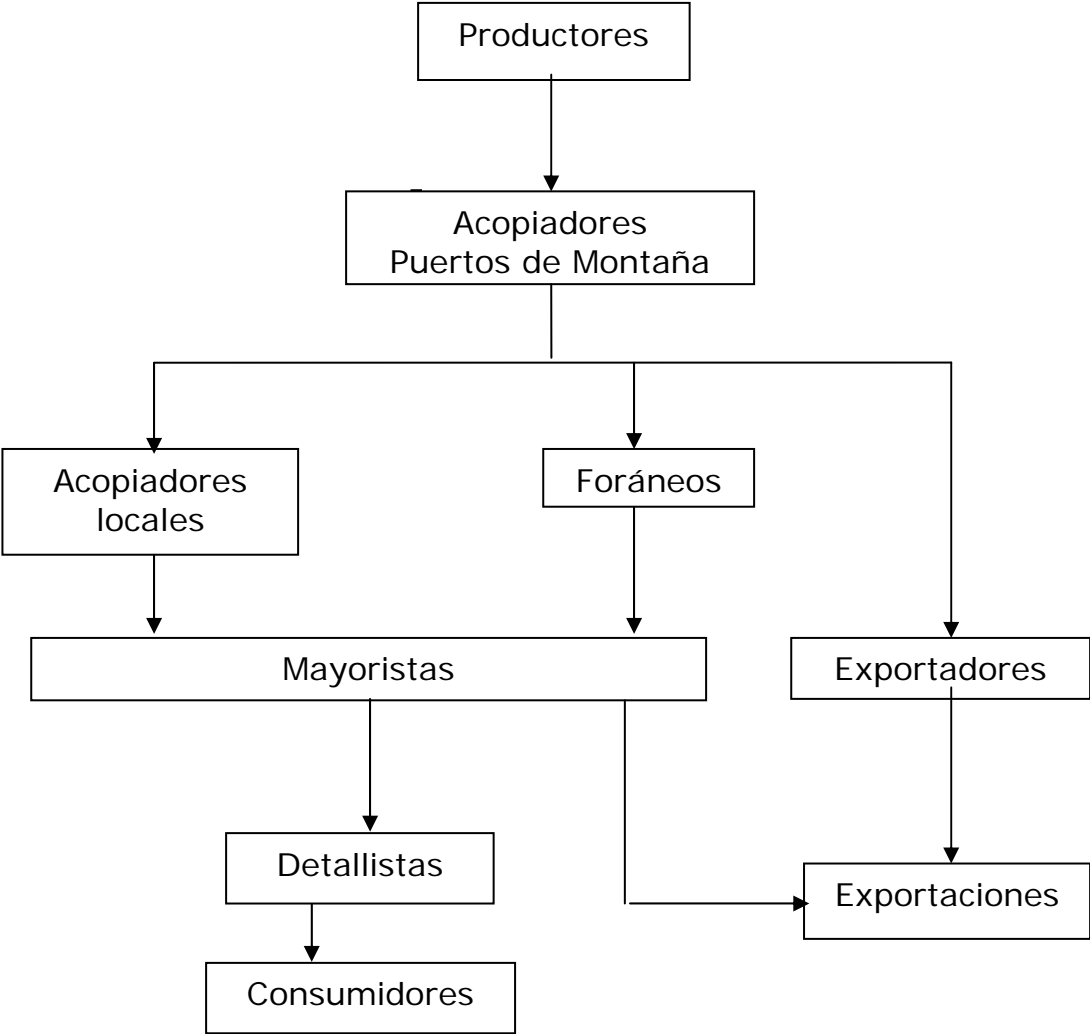 Productores
Acopiadores
Puertos de Montaña
Acopiadores
locales
Foráneos
Mayoristas
Exportadores
Detallistas
Exportaciones
Consumidores